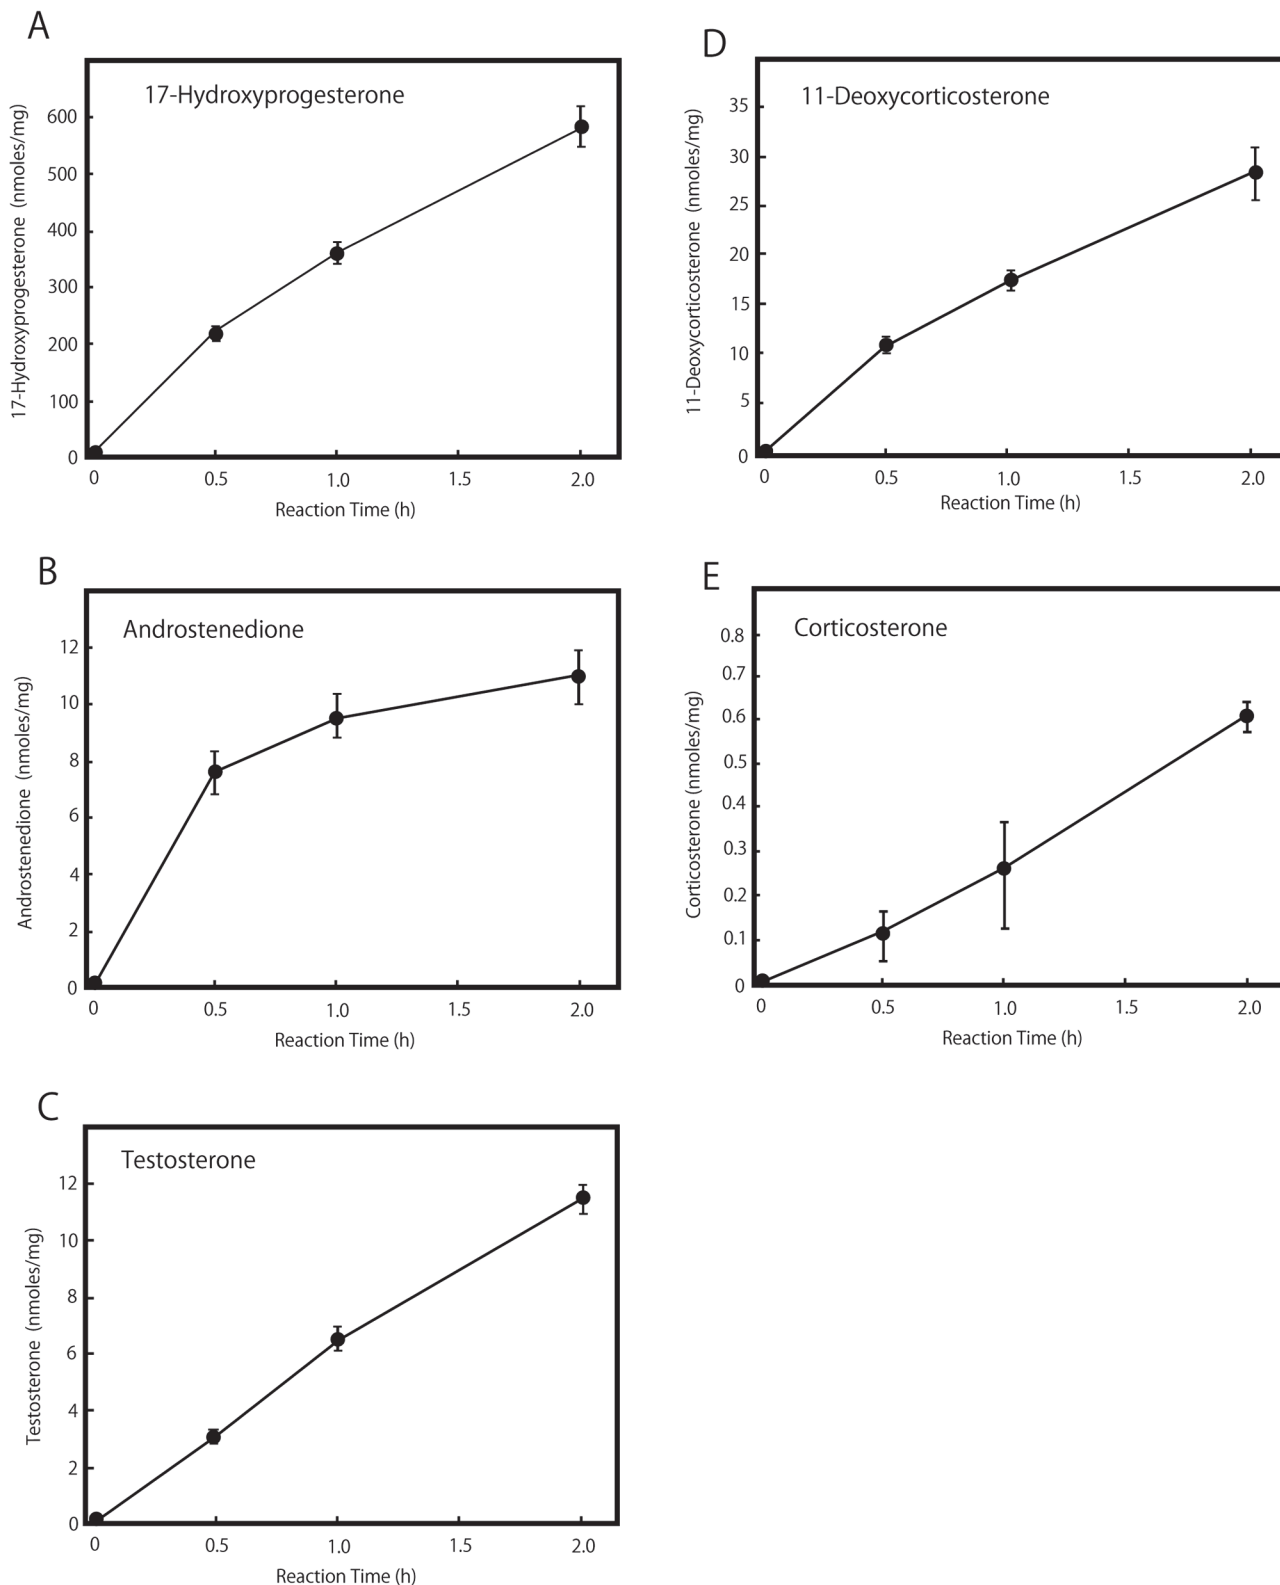 A
17-Hydroxyprogesterone
17-Hydroxyprogesterone (nmoles/mg)
600
500
400
300
200
100
0
0 0.5 1.0 1.5 2.0
Reaction Time (h)
B
Androstenedione
Androstenedione (nmoles/mg)
12
10
8
6
4
2
0
0 0.5 1.0 1.5 2.0
Reaction Time (h)
C
Testosterone
Testosterone (nmoles/mg)
12
10
8
6
4
2
0
0 0.5 1.0 1.5 2.0
Reaction Time (h)
D
11-Deoxycorticosterone
11-Deoxycorticosterone (nmoles/mg)
35
30
25
20
15
10
5
0
0 0.5 1.0 1.5 2.0
Reaction Time (h)
E
Corticosterone
Corticosterone (nmoles/mg)
0.8
0.7
0.6
0.5
0.4
0.3
0.2
0.1
0
0 0.5 1.0 1.5 2.0
Reaction Time (h)